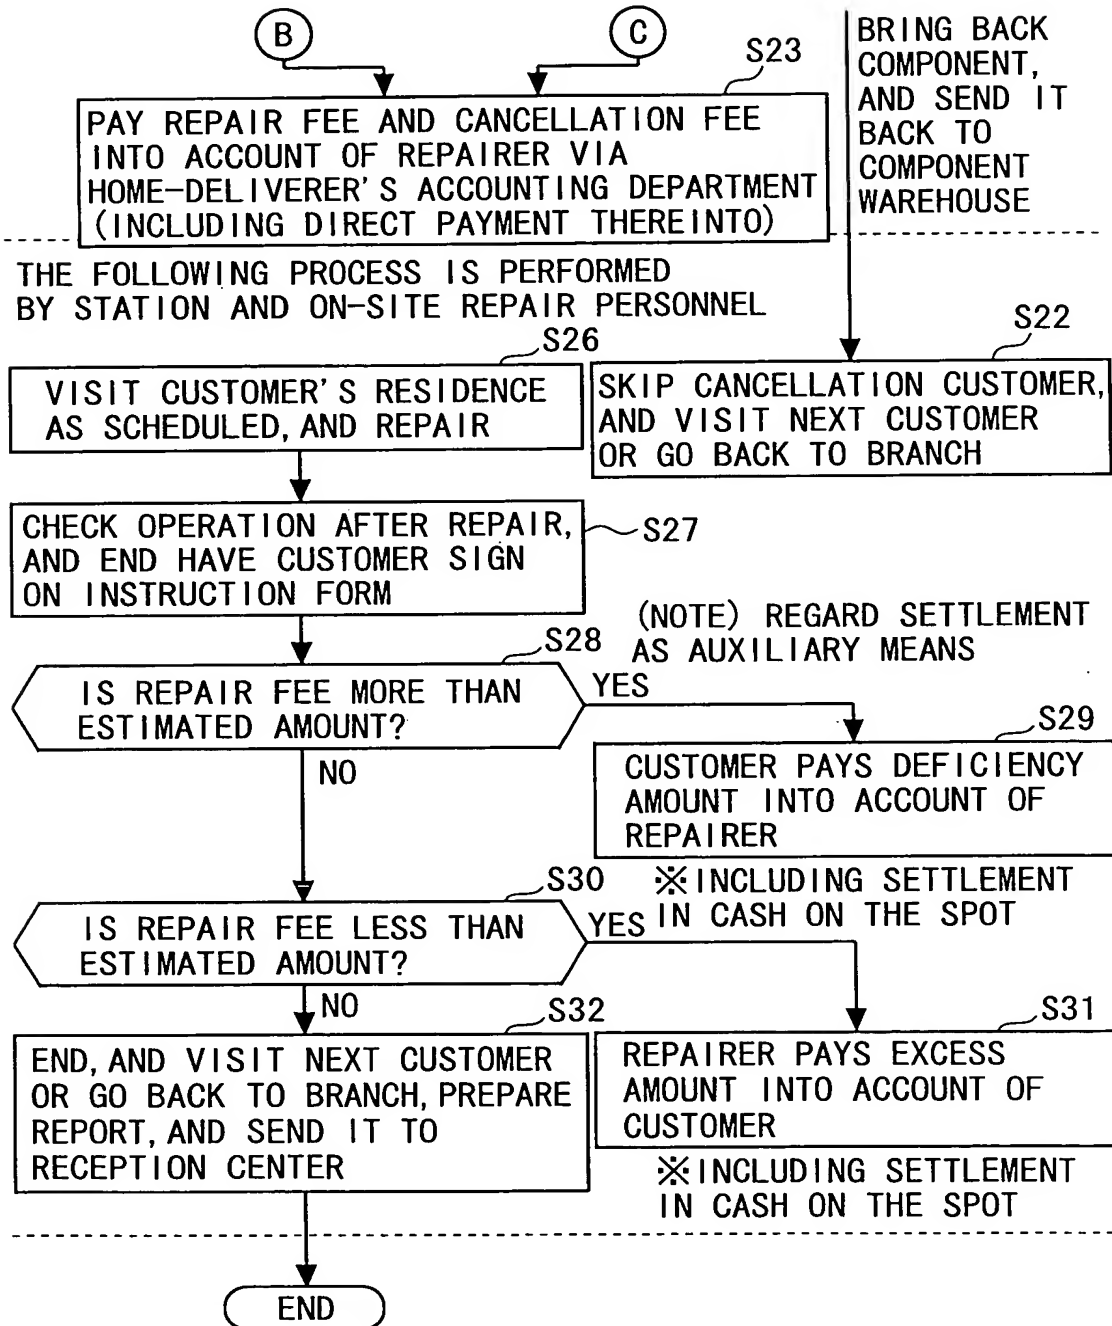 B
C
BRING BACK
COMPONENT,
AND SEND IT
BACK TO
COMPONENT
WAREHOUSE
S23
PAY REPAIR FEE AND CANCELLATION FEE
INTO ACCOUNT OF REPAIRER VIA
HOME-DELIVERER'S ACCOUNTING DEPARTMENT
(INCLUDING DIRECT PAYMENT THEREINTO)
THE FOLLOWING PROCESS IS PERFORMED
BY STATION AND ON-SITE REPAIR PERSONNEL
S26
VISIT CUSTOMER'S RESIDENCE
AS SCHEDULED, AND REPAIR
S22
SKIP CANCELLATION CUSTOMER,
AND VISIT NEXT CUSTOMER
OR GO BACK TO BRANCH
CHECK OPERATION AFTER REPAIR,
AND END HAVE CUSTOMER SIGN
ON INSTRUCTION FORM
S27
(NOTE) REGARD SETTLEMENT
AS AUXILIARY MEANS
S28
IS REPAIR FEE MORE THAN
ESTIMATED AMOUNT?
YES
NO
S29
CUSTOMER PAYS DEFICIENCY
AMOUNT INTO ACCOUNT OF
REPAIRER
※INCLUDING SETTLEMENT
IN CASH ON THE SPOT
S30
IS REPAIR FEE LESS THAN
ESTIMATED AMOUNT?
YES
NO
S32
END, AND VISIT NEXT CUSTOMER
OR GO BACK TO BRANCH, PREPARE
REPORT, AND SEND IT TO
RECEPTION CENTER
S31
REPAIRER PAYS EXCESS
AMOUNT INTO ACCOUNT OF
CUSTOMER
※INCLUDING SETTLEMENT
IN CASH ON THE SPOT
END